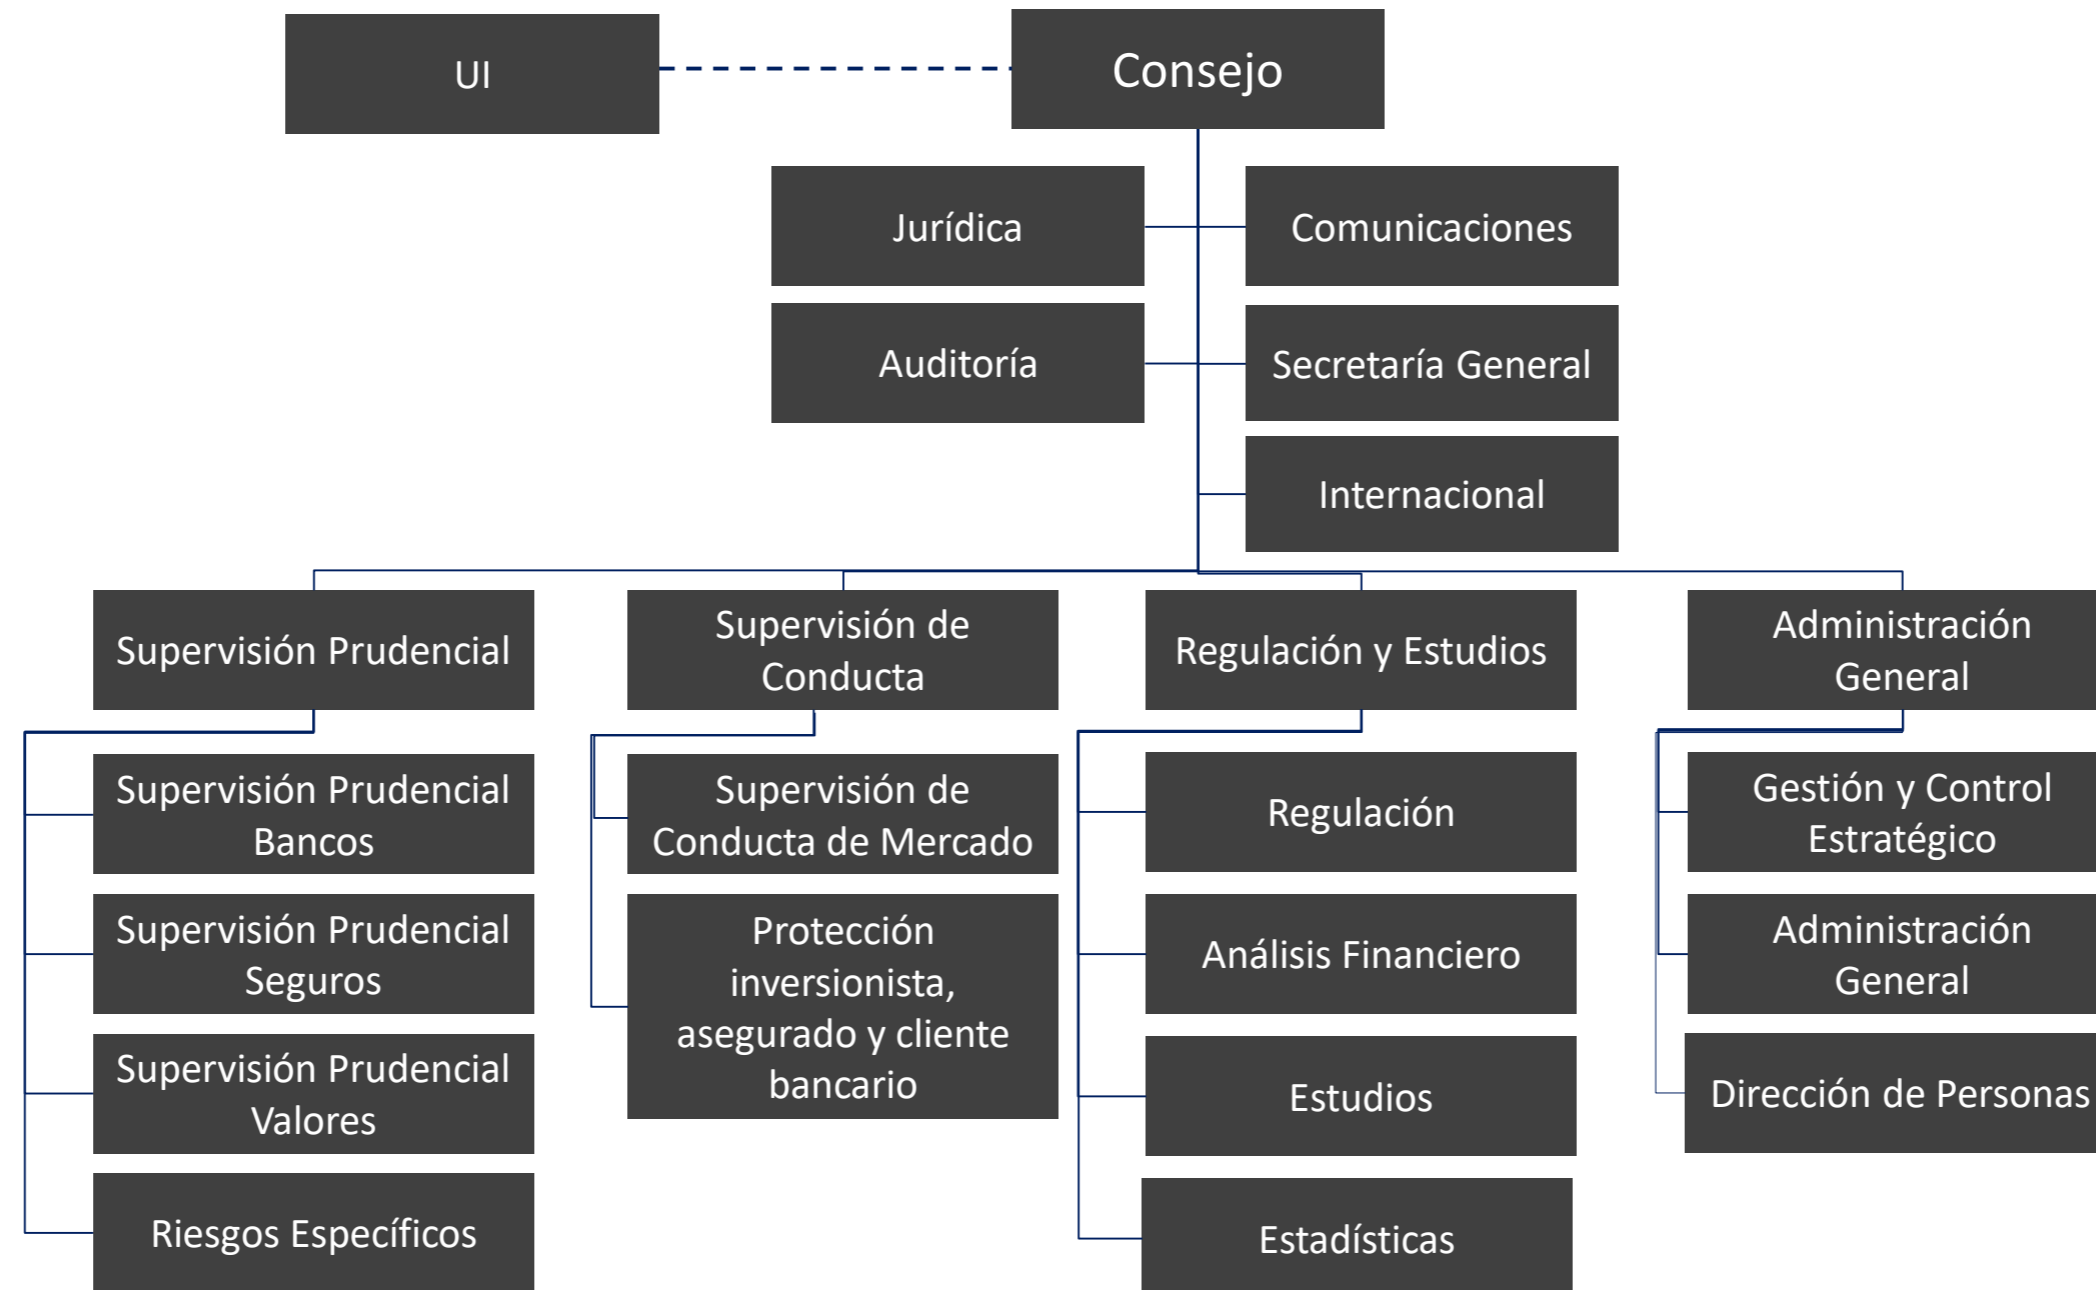 UI
Consejo
Jurídica
Comunicaciones
Auditoría
Secretaría General
Internacional
Supervisión Prudencial
Supervisión de
Conducta
Regulación y Estudios
Administración
General
Supervisión Prudencial
Bancos
Supervisión Prudencial
Seguros
Supervisión Prudencial
Valores
Riesgos Específicos
Supervisión de
Conducta de Mercado
Protección
inversionista,
asegurado y cliente
bancario
Regulación
Análisis Financiero
Estudios
Estadísticas
Gestión y Control
Estratégico
Administración
General
Dirección de Personas